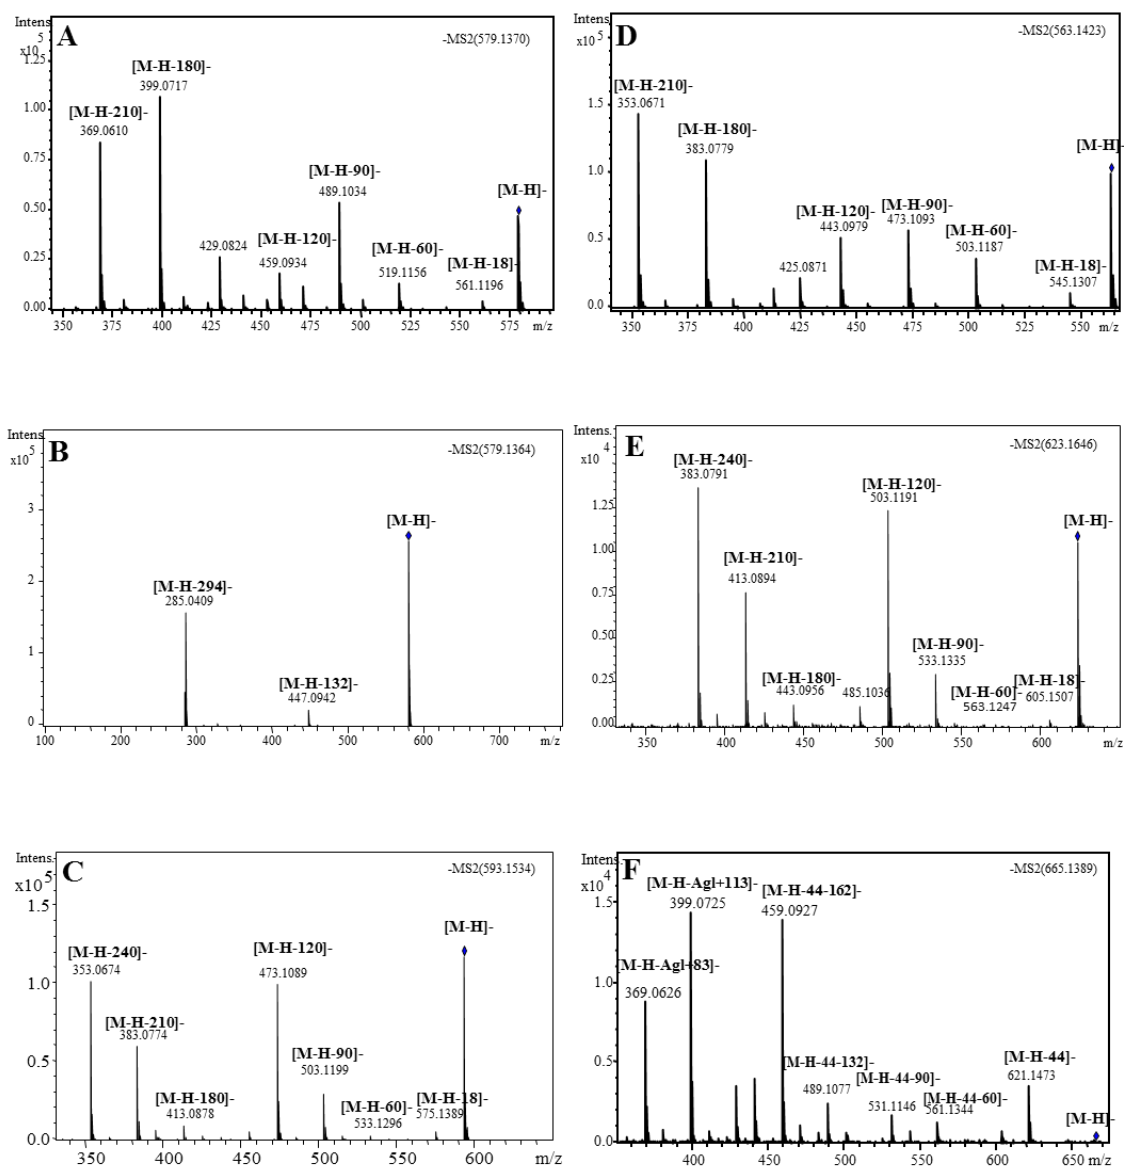 A
Intens.
5
x10
-MS2(579.1370)
[M-H-180]-
399.0717
[M-H-210]-
369.0610
[M-H-90]-
489.1034
[M-H]-
429.0824
[M-H-120]-
459.0934
[M-H-60]-
519.1156
[M-H-18]-
561.1196
1.25
1.00
0.75
0.50
0.25
0.00
350 375 400 425 450 475 500 525 550 575 m/z
D
Intens.
x10 5
-MS2(563.1423)
[M-H-210]-
353.0671
[M-H-180]-
383.0779
[M-H]-
[M-H-120]-
443.0979
[M-H-90]-
473.1093
[M-H-60]-
503.1187
425.0871
[M-H-18]-
545.1307
1.5
1.0
0.5
0.0
350 375 400 425 450 475 500 525 550 m/z
B
Intens.
x10 5
-MS2(579.1364)
[M-H]-
[M-H-294]-
285.0409
[M-H-132]-
447.0942
3
2
1
0
100 200 300 400 500 600 700 m/z
E
Intens.
x10 4
-MS2(623.1646)
[M-H-240]-
383.0791
[M-H-120]-
503.1191
[M-H]-
[M-H-210]-
413.0894
[M-H-90]-
533.1335
[M-H-180]-
443.0956
485.1036
[M-H-60]-
563.1247
[M-H-18]-
605.1507
1.25
1.00
0.75
0.50
0.25
0.00
350 400 450 500 550 600 m/z
C
Intens.
x10 5
-MS2(593.1534)
[M-H]-
[M-H-240]-
353.0674
[M-H-120]-
473.1089
[M-H-210]-
383.0774
[M-H-90]-
503.1199
[M-H-180]-
413.0878
[M-H-60]-
533.1296
[M-H-18]-
575.1389
1.5
1.0
0.5
0.0
350 400 450 500 550 600 m/z
F
Intens.
x10 4
-MS2(665.1389)
[M-H-Agl+113]-
399.0725
[M-H-44-162]-
459.0927
[M-H-Agl+83]-
369.0626
[M-H-44-132]-
489.1077
[M-H-44-90]-
531.1146
[M-H-44-60]-
561.1344
[M-H-44]-
621.1473
[M-H]-
1.5
1.0
0.5
0.0
400 450 500 550 600 650 m/z